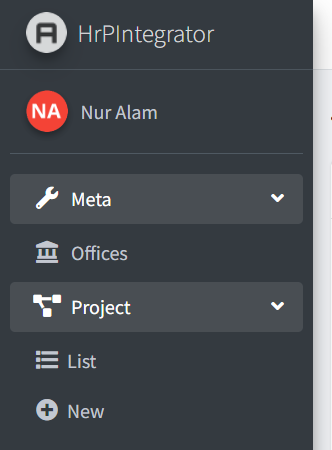 A HrPIntegrator
NA Nur Alam
Meta
Offices
Project
List
New